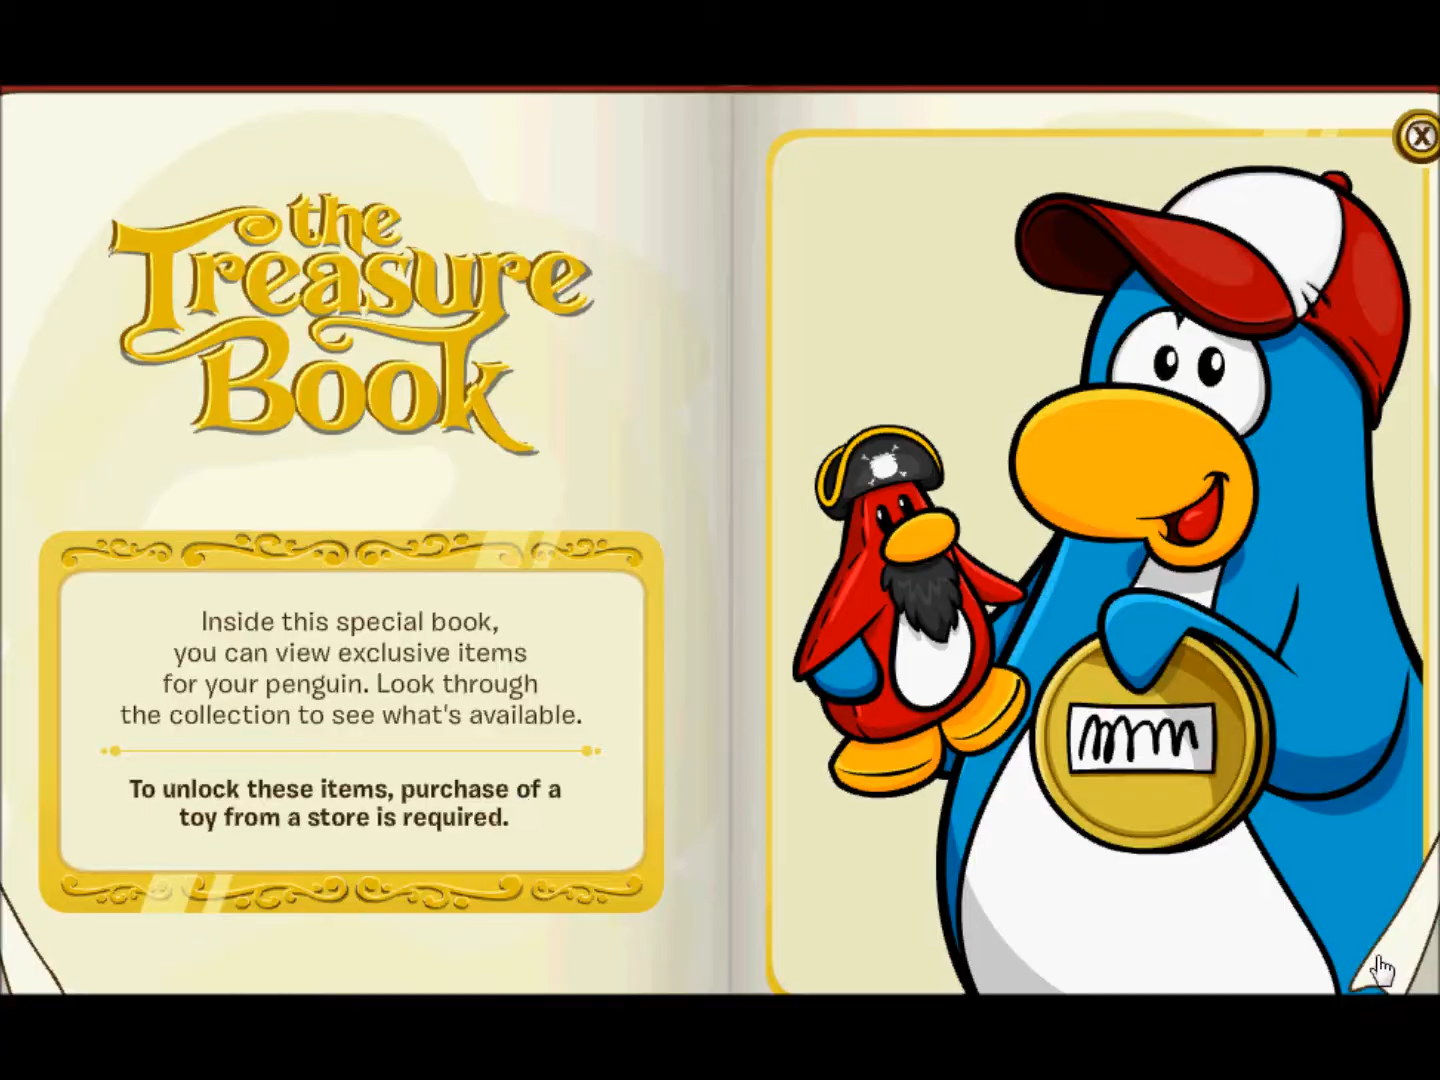 the
Treasure
Book
Inside this special book,
you can view exclusive items
for your penguin. Look through
the collection to see what's available.
To unlock these items, purchase of a
toy from a store is required.
X